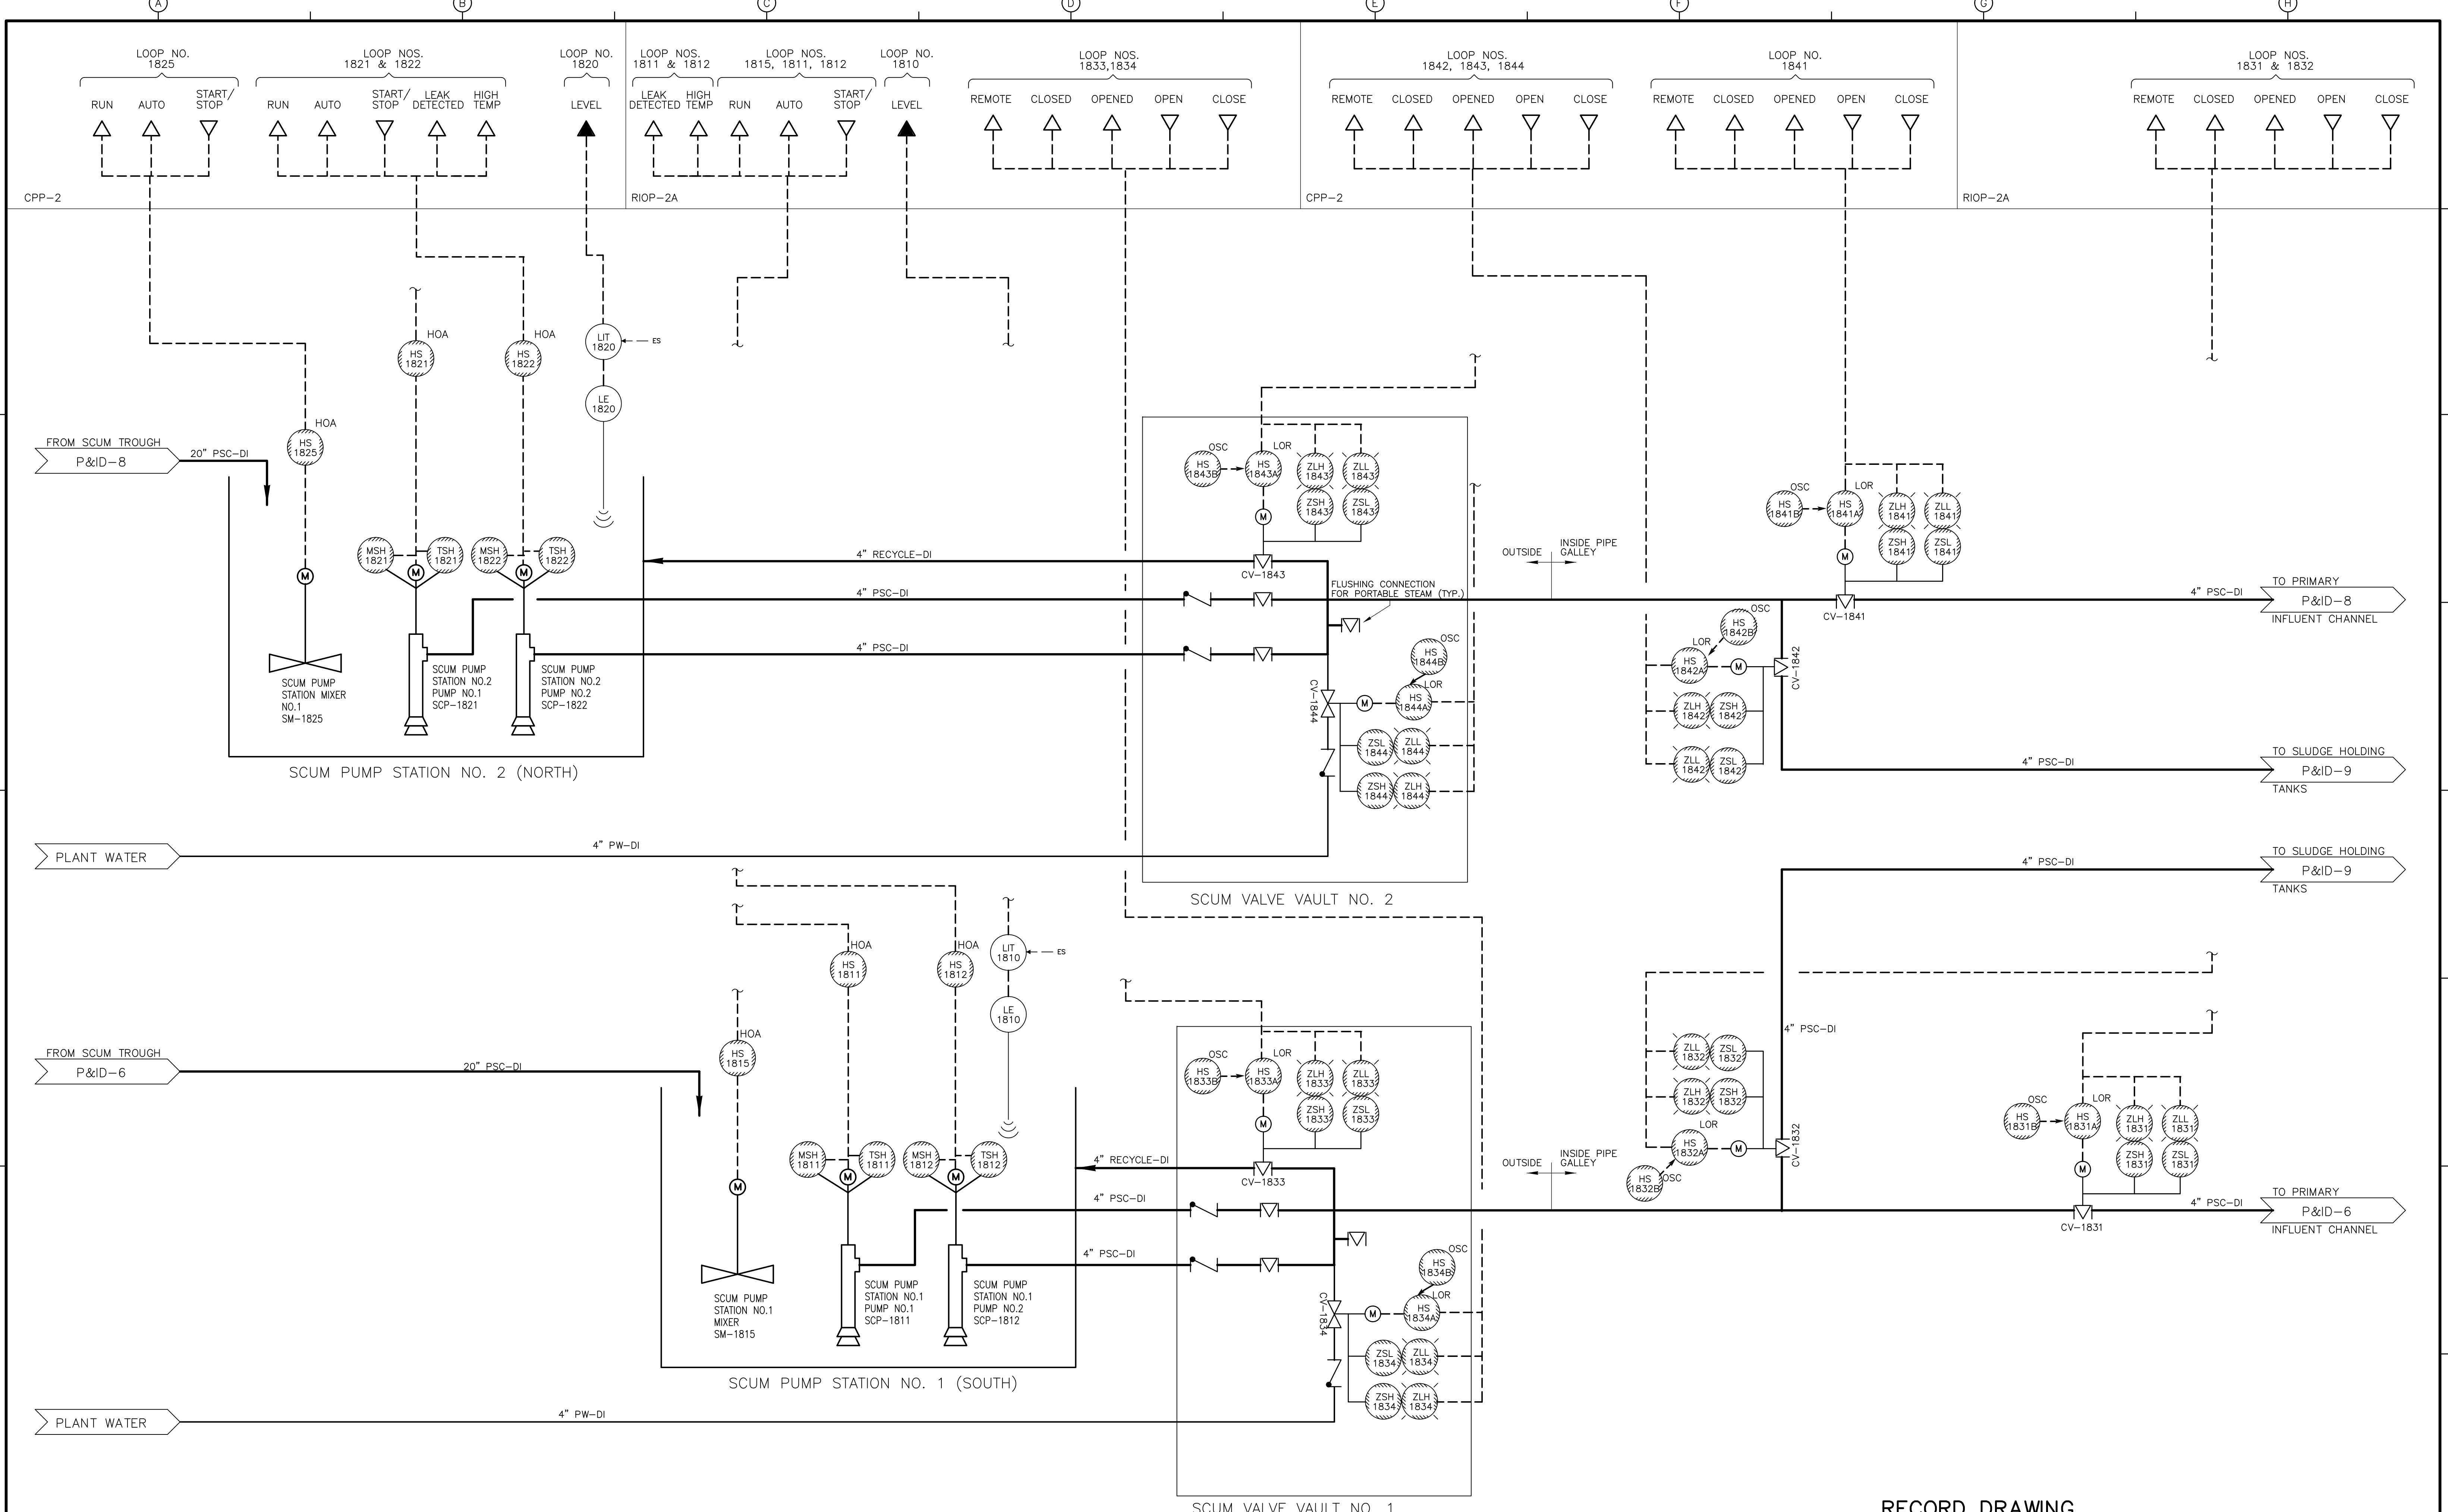 A
B
C
D
E
F
G
H
LOOP NO.
1825
RUN
AUTO
START/
STOP
LOOP NOS.
1821 & 1822
RUN
AUTO
START/
STOP
LEAK
DETECTED
HIGH
TEMP
LOOP NO.
1820
LEVEL
CPP-2
LOOP NOS.
1811 & 1812
LEAK
DETECTED
HIGH
TEMP
LOOP NOS.
1815, 1811, 1812
RUN
AUTO
START/
STOP
LOOP NO.
1810
LEVEL
LOOP NOS.
1833,1834
REMOTE
CLOSED
OPENED
OPEN
CLOSE
RIOP-2A
LOOP NOS.
1842, 1843, 1844
REMOTE
CLOSED
OPENED
OPEN
CLOSE
LOOP NO.
1841
REMOTE
CLOSED
OPENED
OPEN
CLOSE
CPP-2
LOOP NOS.
1831 & 1832
REMOTE
CLOSED
OPENED
OPEN
CLOSE
RIOP-2A
HOA
HS
1821
HOA
HS
1822
LIT
1820
ES
LE
1820
HOA
HS
1825
FROM SCUM TROUGH
P&ID-8
20" PSC-DI
M
MSH
1821
TSH
1821
M
MSH
1822
TSH
1822
M
SCUM PUMP
STATION MIXER
NO.1
SM-1825
SCUM PUMP
STATION NO.2
PUMP NO.1
SCP-1821
SCUM PUMP
STATION NO.2
PUMP NO.2
SCP-1822
SCUM PUMP STATION NO. 2 (NORTH)
4" RECYCLE-DI
4" PSC-DI
4" PSC-DI
OSC
HS
1843B
LOR
HS
1843A
ZLH
1843
ZLL
1843
ZSH
1843
ZSL
1843
M
CV-1843
FLUSHING CONNECTION
FOR PORTABLE STEAM (TYP.)
OSC
HS
1844B
LOR
HS
1844A
M
CV-1844
ZSL
1844
ZLL
1844
ZSH
1844
ZLH
1844
SCUM VALVE VAULT NO. 2
OUTSIDE
INSIDE PIPE
GALLEY
OSC
HS
1841B
LOR
HS
1841A
ZLH
1841
ZLL
1841
ZSH
1841
ZSL
1841
M
CV-1841
OSC
HS
1842B
LOR
HS
1842A
M
CV-1842
ZLH
1842
ZSH
1842
ZLL
1842
ZSL
1842
4" PSC-DI
TO PRIMARY
P&ID-8
INFLUENT CHANNEL
4" PSC-DI
TO SLUDGE HOLDING
P&ID-9
TANKS
PLANT WATER
4" PW-DI
4" PSC-DI
TO SLUDGE HOLDING
P&ID-9
TANKS
HOA
HS
1811
HOA
HS
1812
LIT
1810
ES
LE
1810
HOA
HS
1815
FROM SCUM TROUGH
P&ID-6
20" PSC-DI
M
MSH
1811
TSH
1811
M
MSH
1812
TSH
1812
M
SCUM PUMP
STATION NO.1
MIXER
SM-1815
SCUM PUMP
STATION NO.1
PUMP NO.1
SCP-1811
SCUM PUMP
STATION NO.1
PUMP NO.2
SCP-1812
SCUM PUMP STATION NO. 1 (SOUTH)
4" RECYCLE-DI
4" PSC-DI
4" PSC-DI
OSC
HS
1833B
LOR
HS
1833A
ZLH
1833
ZLL
1833
ZSH
1833
ZSL
1833
M
CV-1833
OSC
HS
1834B
LOR
HS
1834A
M
CV-1834
ZSL
1834
ZLL
1834
ZSH
1834
ZLH
1834
OUTSIDE
INSIDE PIPE
GALLEY
4" PSC-DI
ZLL
1832
ZSL
1832
ZLH
1832
ZSH
1832
LOR
HS
1832A
M
CV-1832
HS
1832B
OSC
OSC
HS
1831B
LOR
HS
1831A
ZLH
1831
ZLL
1831
ZSH
1831
ZSL
1831
M
CV-1831
4" PSC-DI
TO PRIMARY
P&ID-6
INFLUENT CHANNEL
PLANT WATER
4" PW-DI
SCUM VALVE VAULT NO. 1
RECORD DRAWING